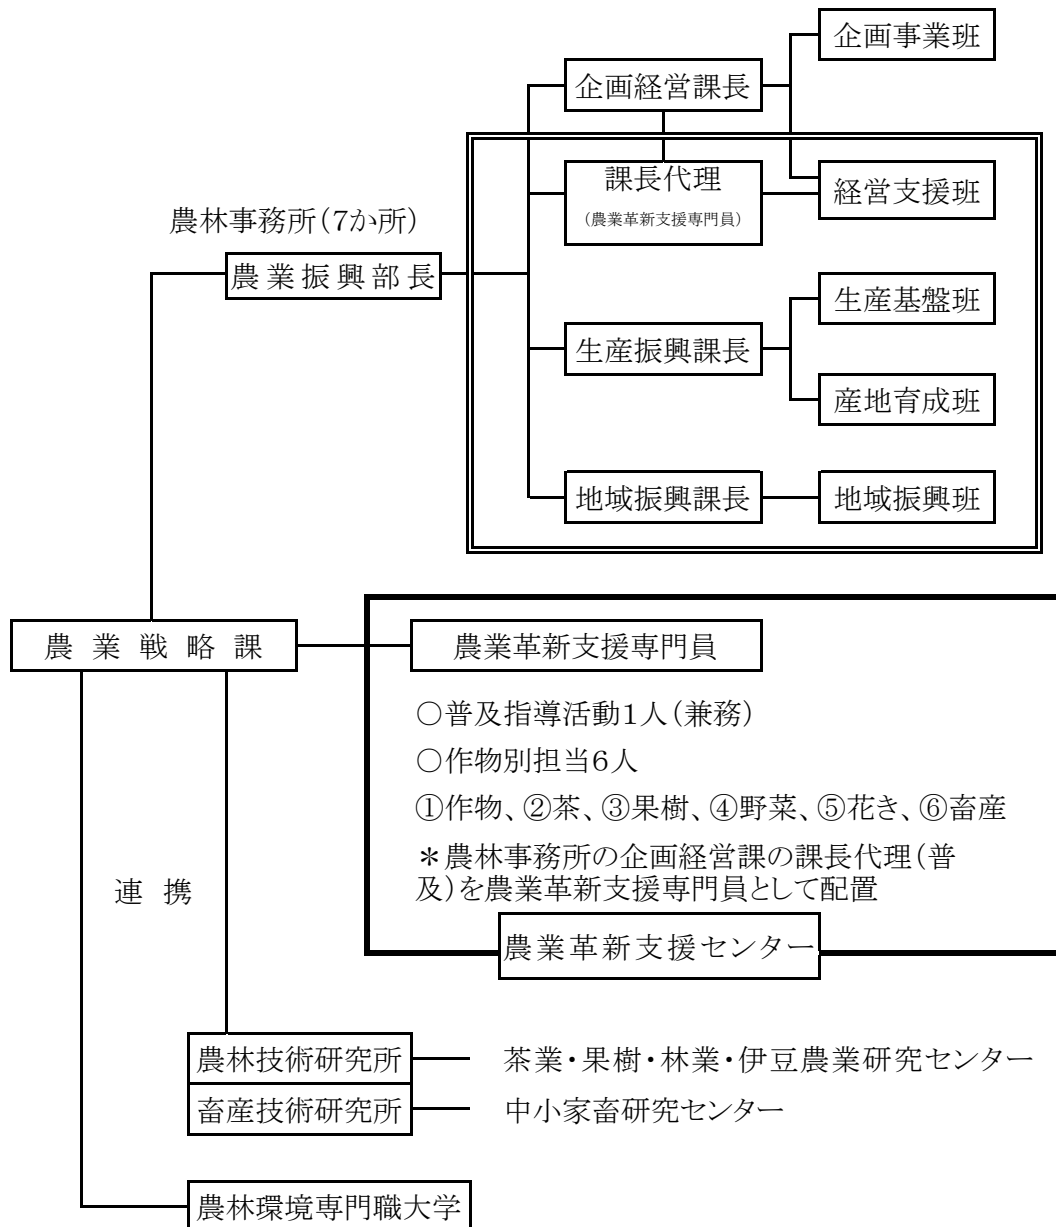 企画事業班
企画経営課長
課長代理
(農業革新支援専門員)
経営支援班
農林事務所(7か所)
農業振興部長
生産基盤班
生産振興課長
産地育成班
地域振興課長
地域振興班
農業戦略課
農業革新支援専門員
○普及指導活動1人(兼務)
○作物別担当6人
①作物、②茶、③果樹、④野菜、⑤花き、⑥畜産
＊農林事務所の企画経営課の課長代理(普
及)を農業革新支援専門員として配置
連携
農業革新支援センター
農林技術研究所
茶業・果樹・林業・伊豆農業研究センター
畜産技術研究所
中小家畜研究センター
農林環境専門職大学